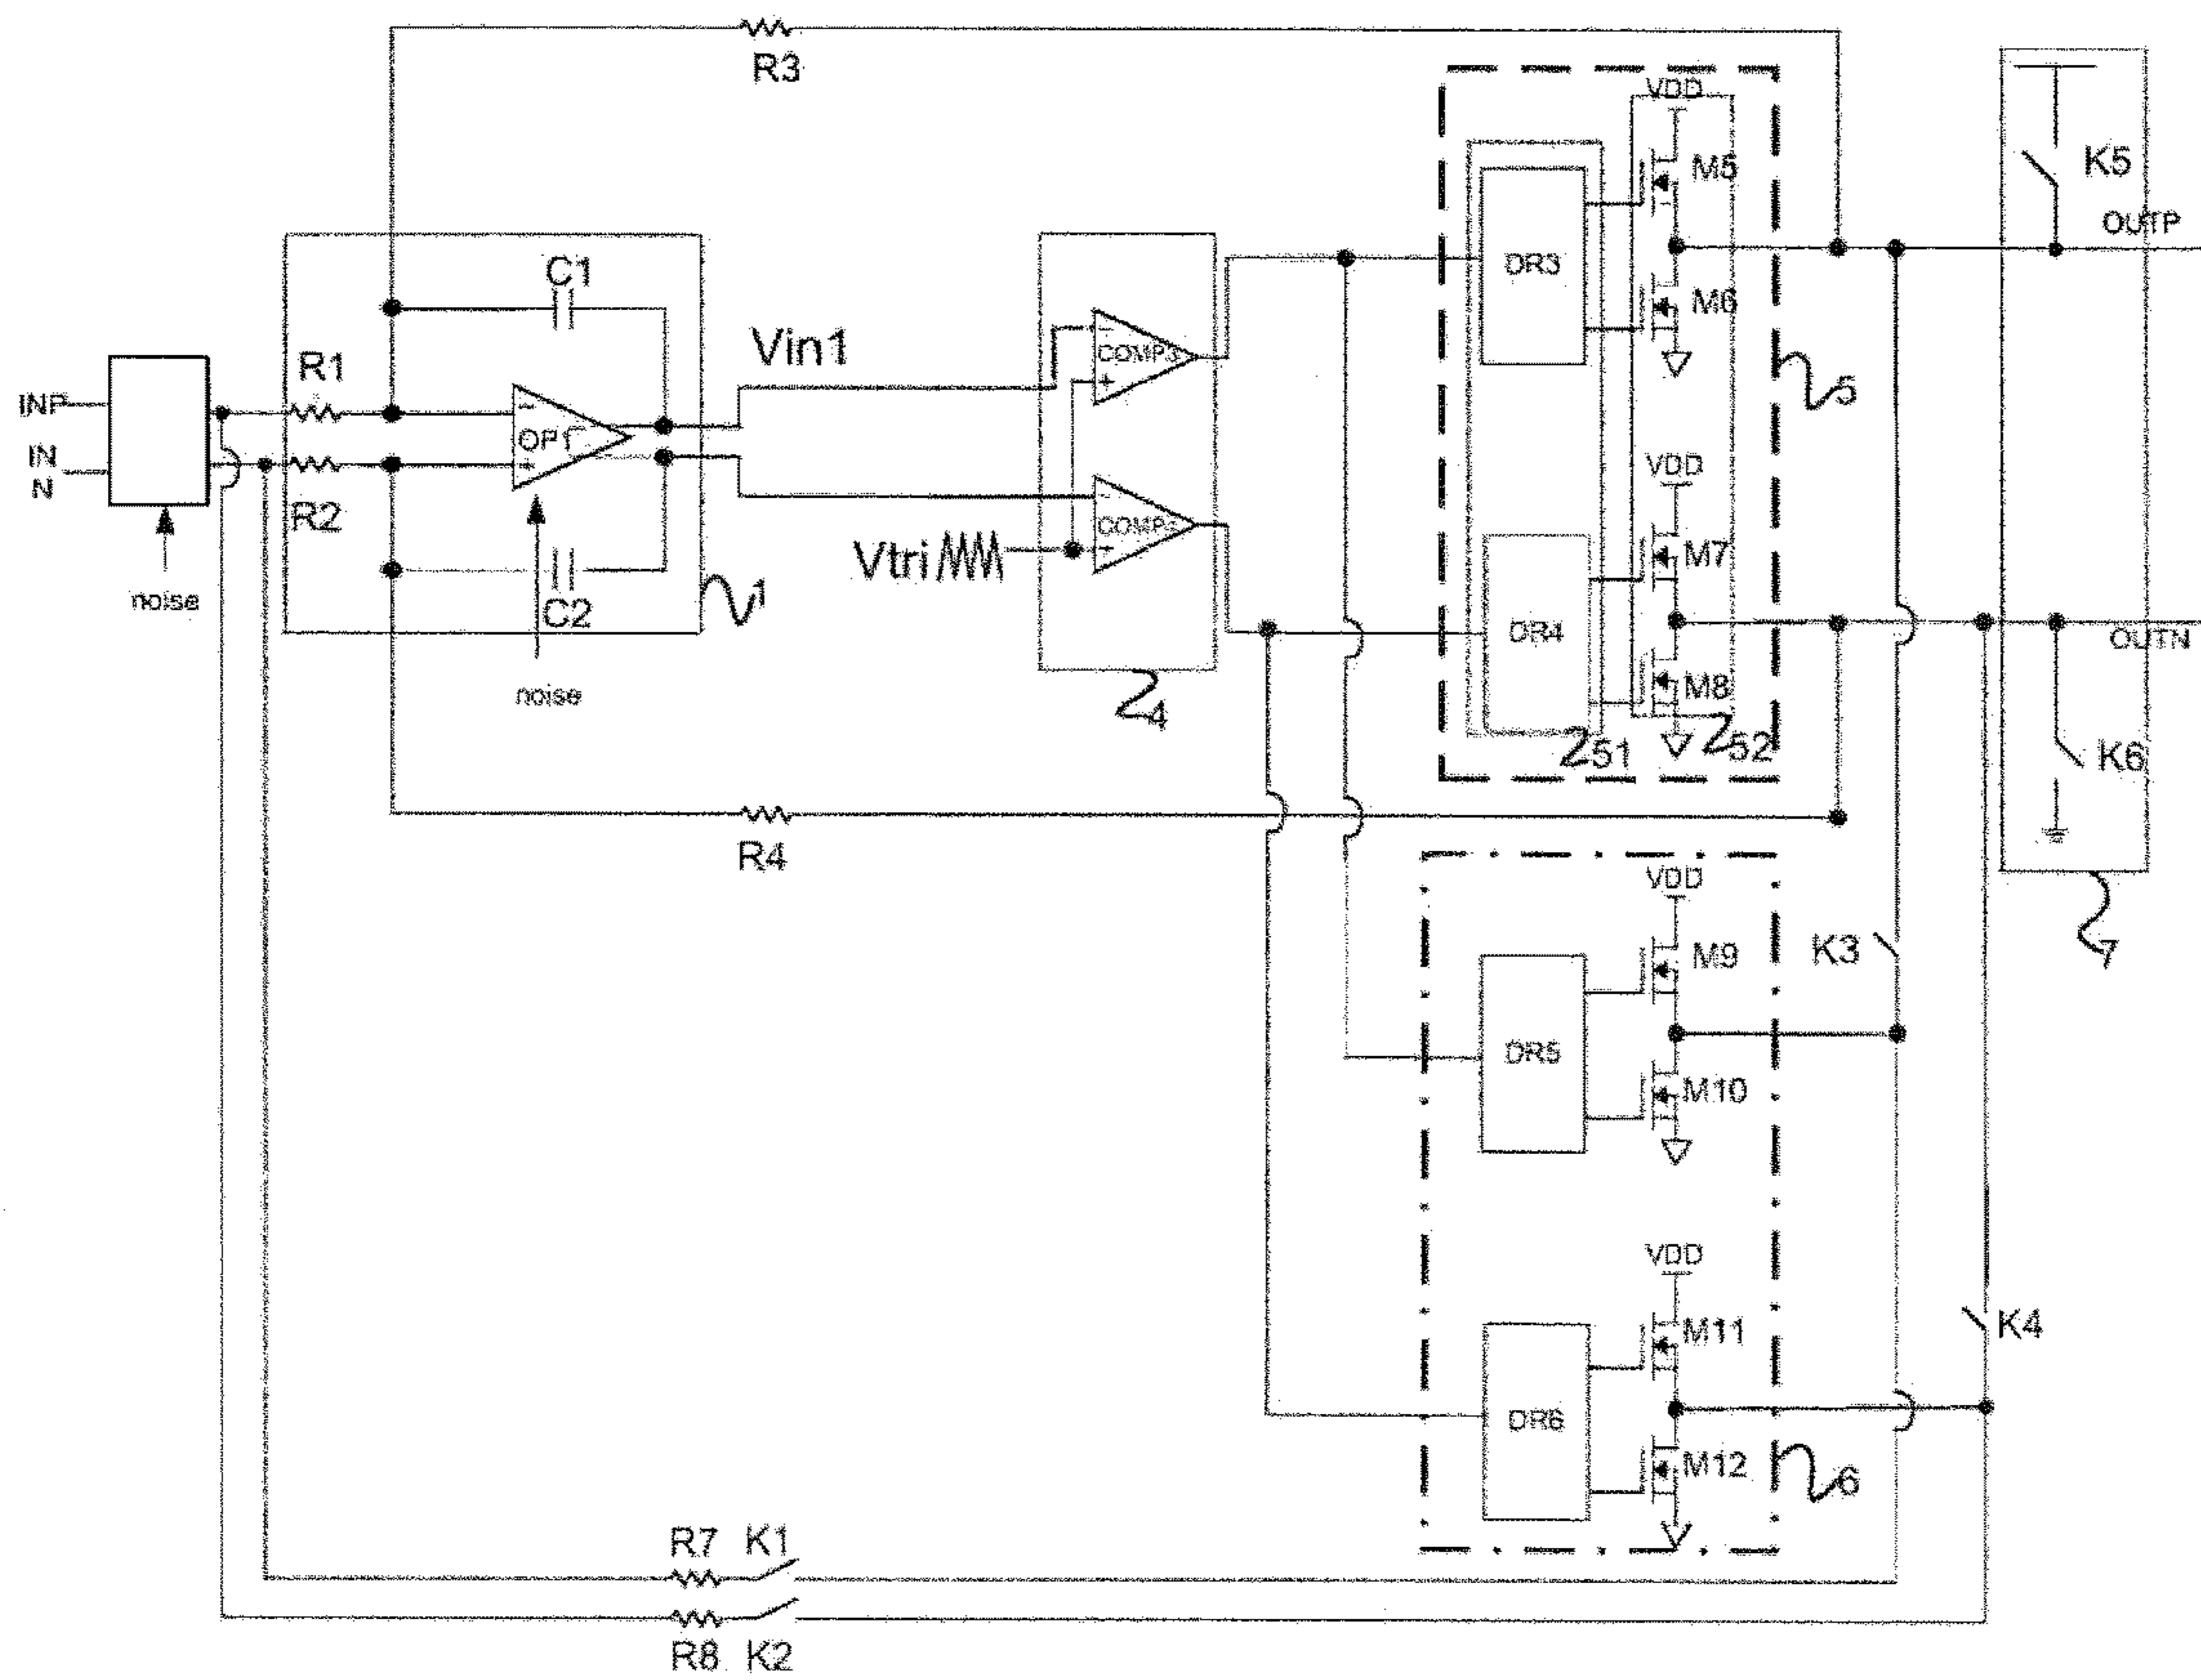 R3
VDD
M5
K5
OUTP
DR3
M6
C1
Vin1
R1
COMP3
5
INP
OP1
IN
N
VDD
R2
Vtri
M7
noise
C2
1
DR4
OUTN
noise
M8
4
51
52
K6
R4
VDD
K3
7
M9
DR5
M10
VDD
M11
K4
DR6
M12
6
R7
K1
R8
K2